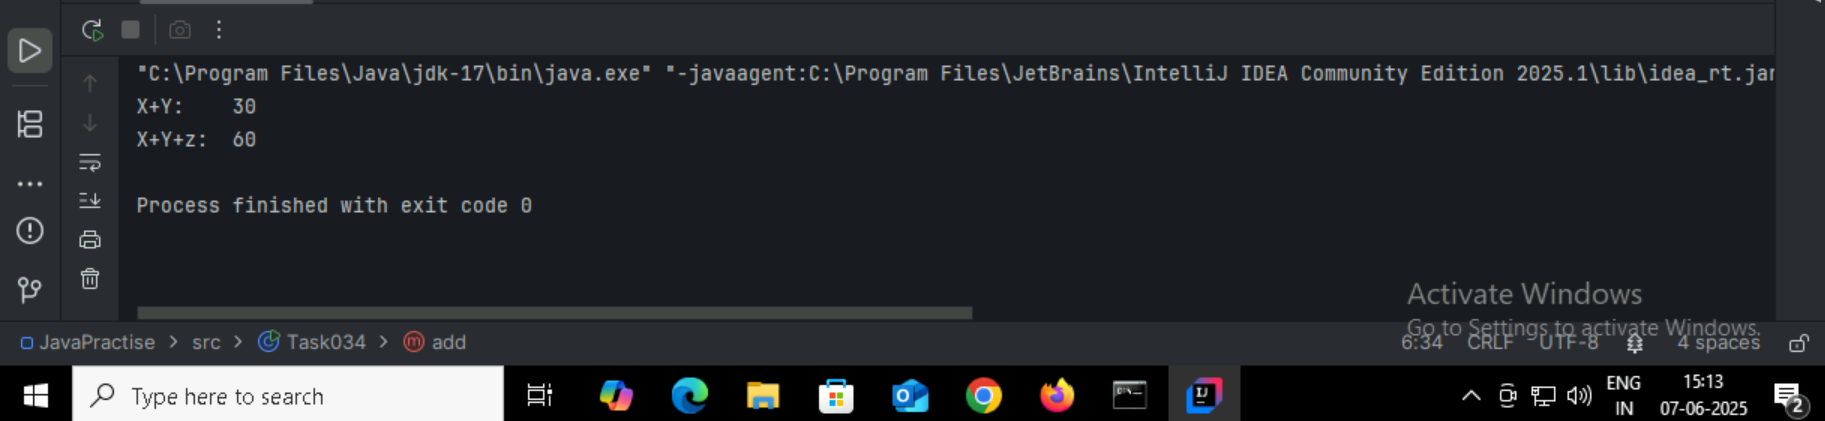 "C:\Program Files\Java\jdk-17\bin\java.exe" "-javaagent:C:\Program Files\JetBrains\IntelliJ IDEA Community Edition 2025.1\lib\idea_rt.jar
X+Y:    30
X+Y+z:  60
Process finished with exit code 0
Activate Windows
Go to Settings to activate Windows.
JavaPractise > src > Task034 > m add
6:34 CRLF UTF-8 4 spaces
Type here to search
ENG
IN
15:13
07-06-2025
2